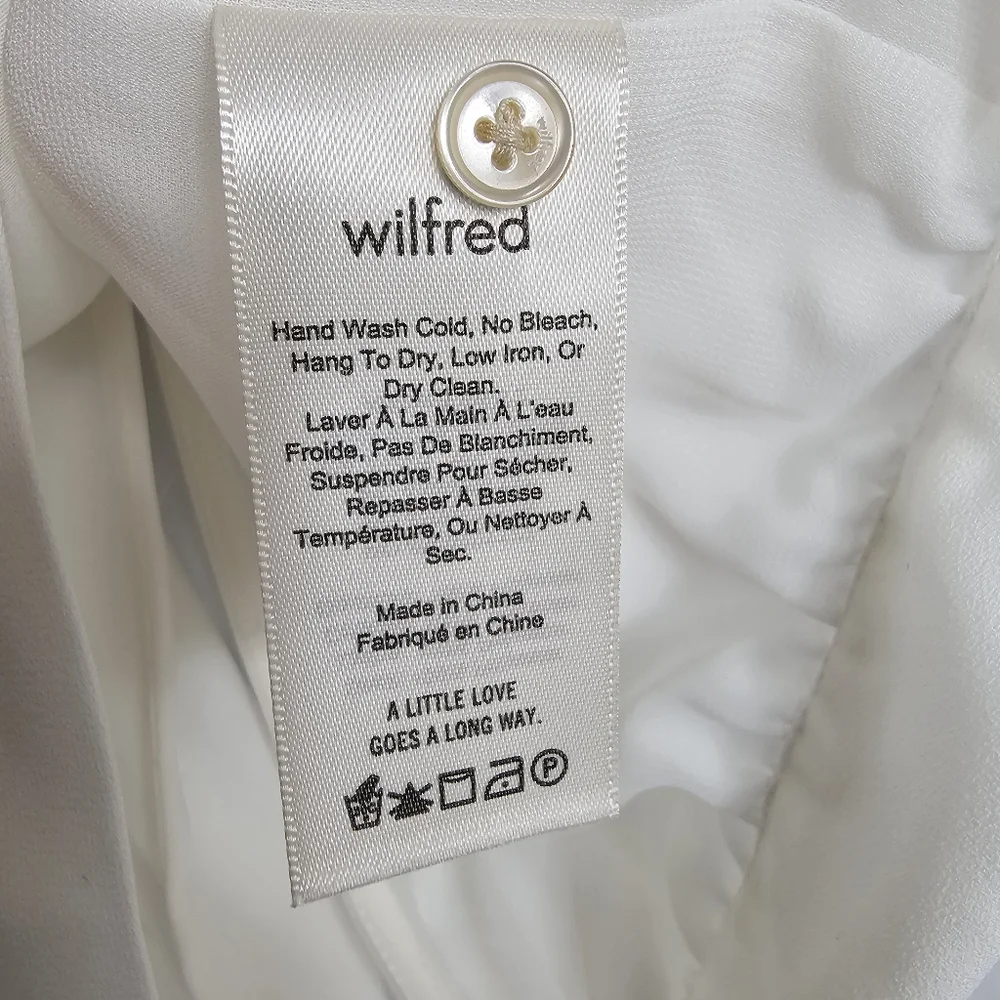 wilfred
Hand Wash Cold, No Bleach,
Hang To Dry, Low Iron, Or
Dry Clean.
Laver À La Main À L'eau
Froide, Pas De Blanchiment,
Suspendre Pour Sécher,
Repasser À Basse
Température, Ou Nettoyer À
Sec.
Made in China
Fabriqué en Chine
A LITTLE LOVE
GOES A LONG WAY.
P